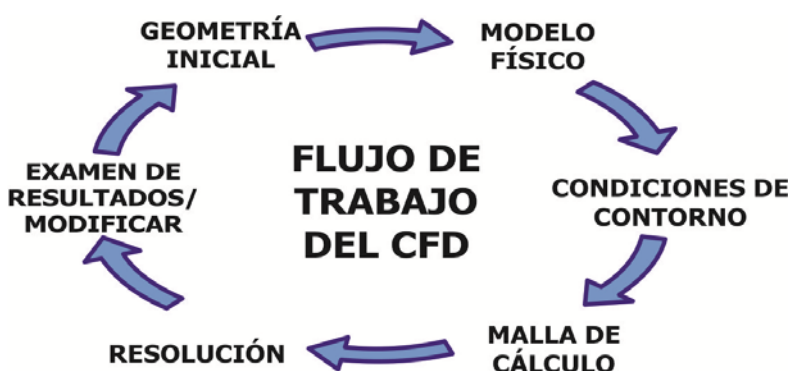 GEOMETRÍA
INICIAL
MODELO
FÍSICO
CONDICIONES DE
CONTORNO
MALLA DE
CÁLCULO
RESOLUCIÓN
EXAMEN DE
RESULTADOS/
MODIFICAR
FLUJO DE
TRABAJO
DEL CFD